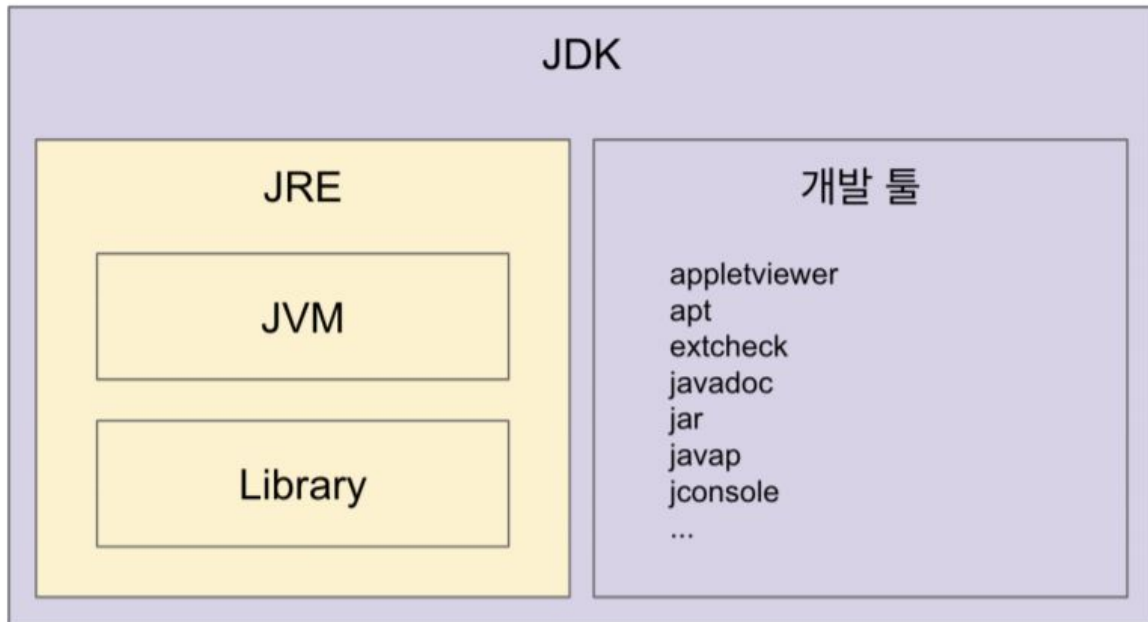 JDK
JRE
JVM
Library
개발 툴
appletviewer
apt
extcheck
javadoc
jar
javap
jconsole
...